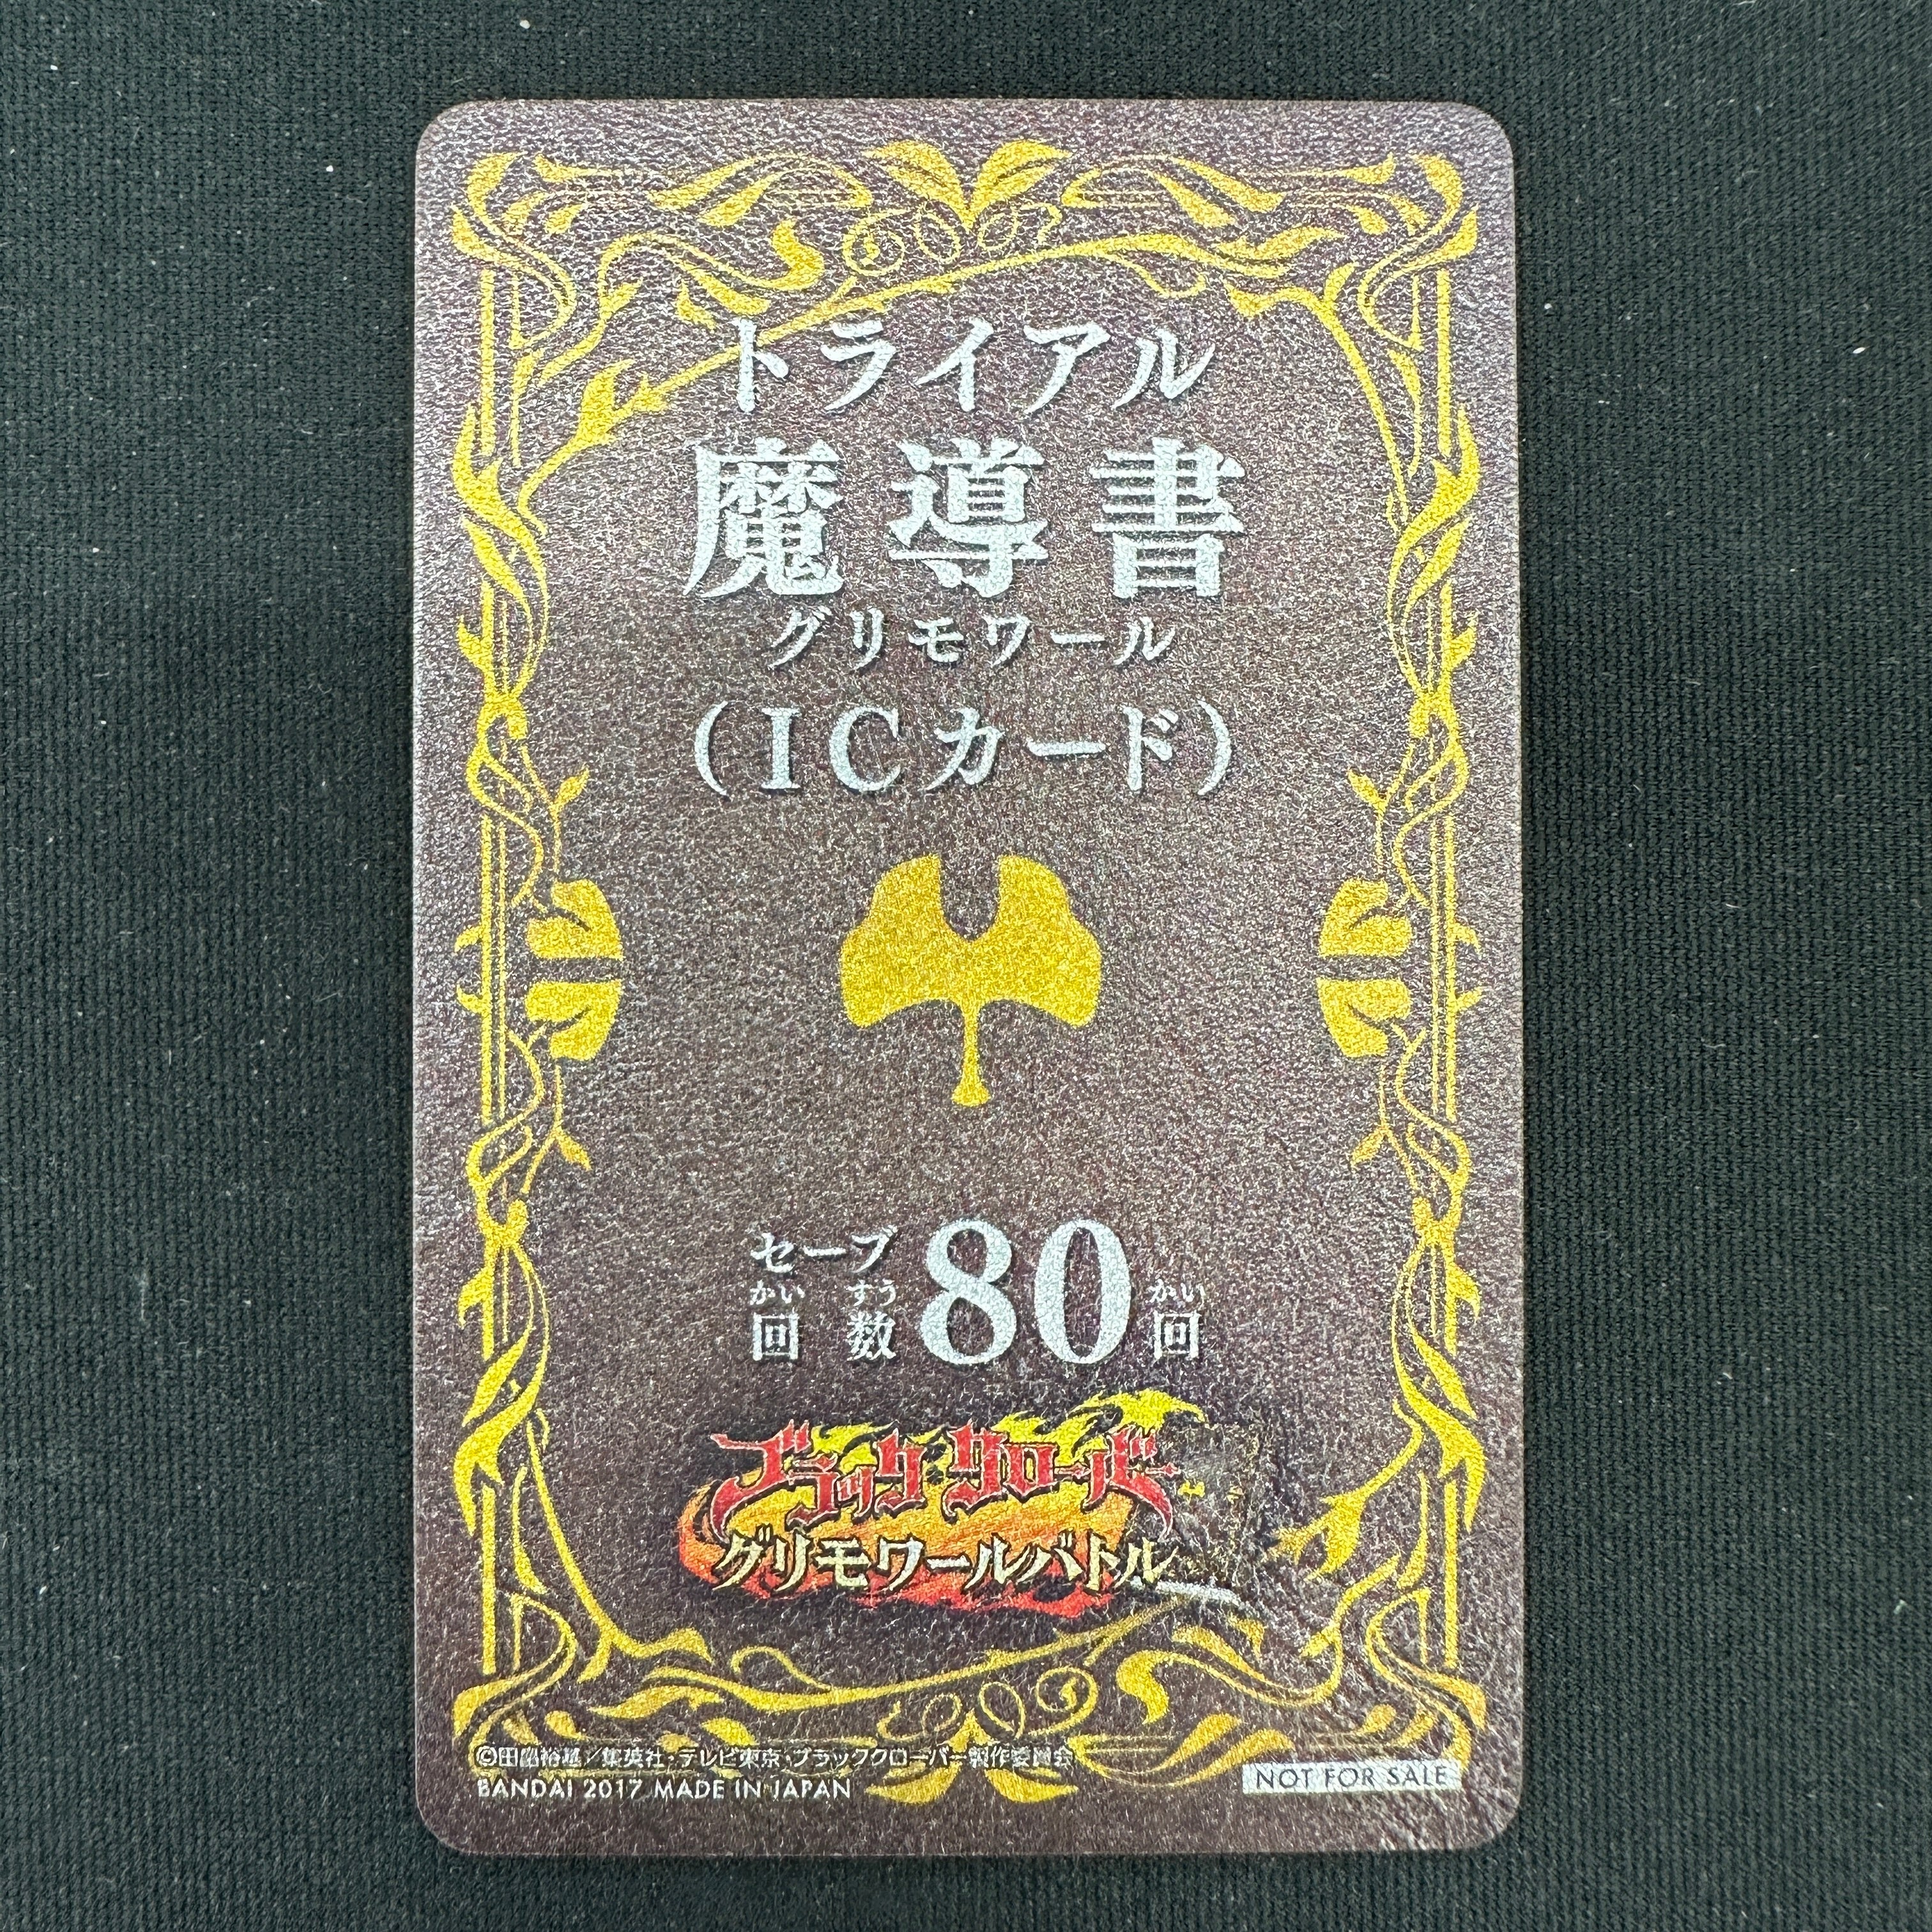 トライアル
魔導書
グリモワール
(ICカード)
セーブ
かい すう かい
回数80回
ブラッククローバー
グリモワールバトル
©田畠裕基／集英社・テレビ東京・ブラッククローバー製作委員会
BANDAI 2017 MADE IN JAPAN
NOT FOR SALE